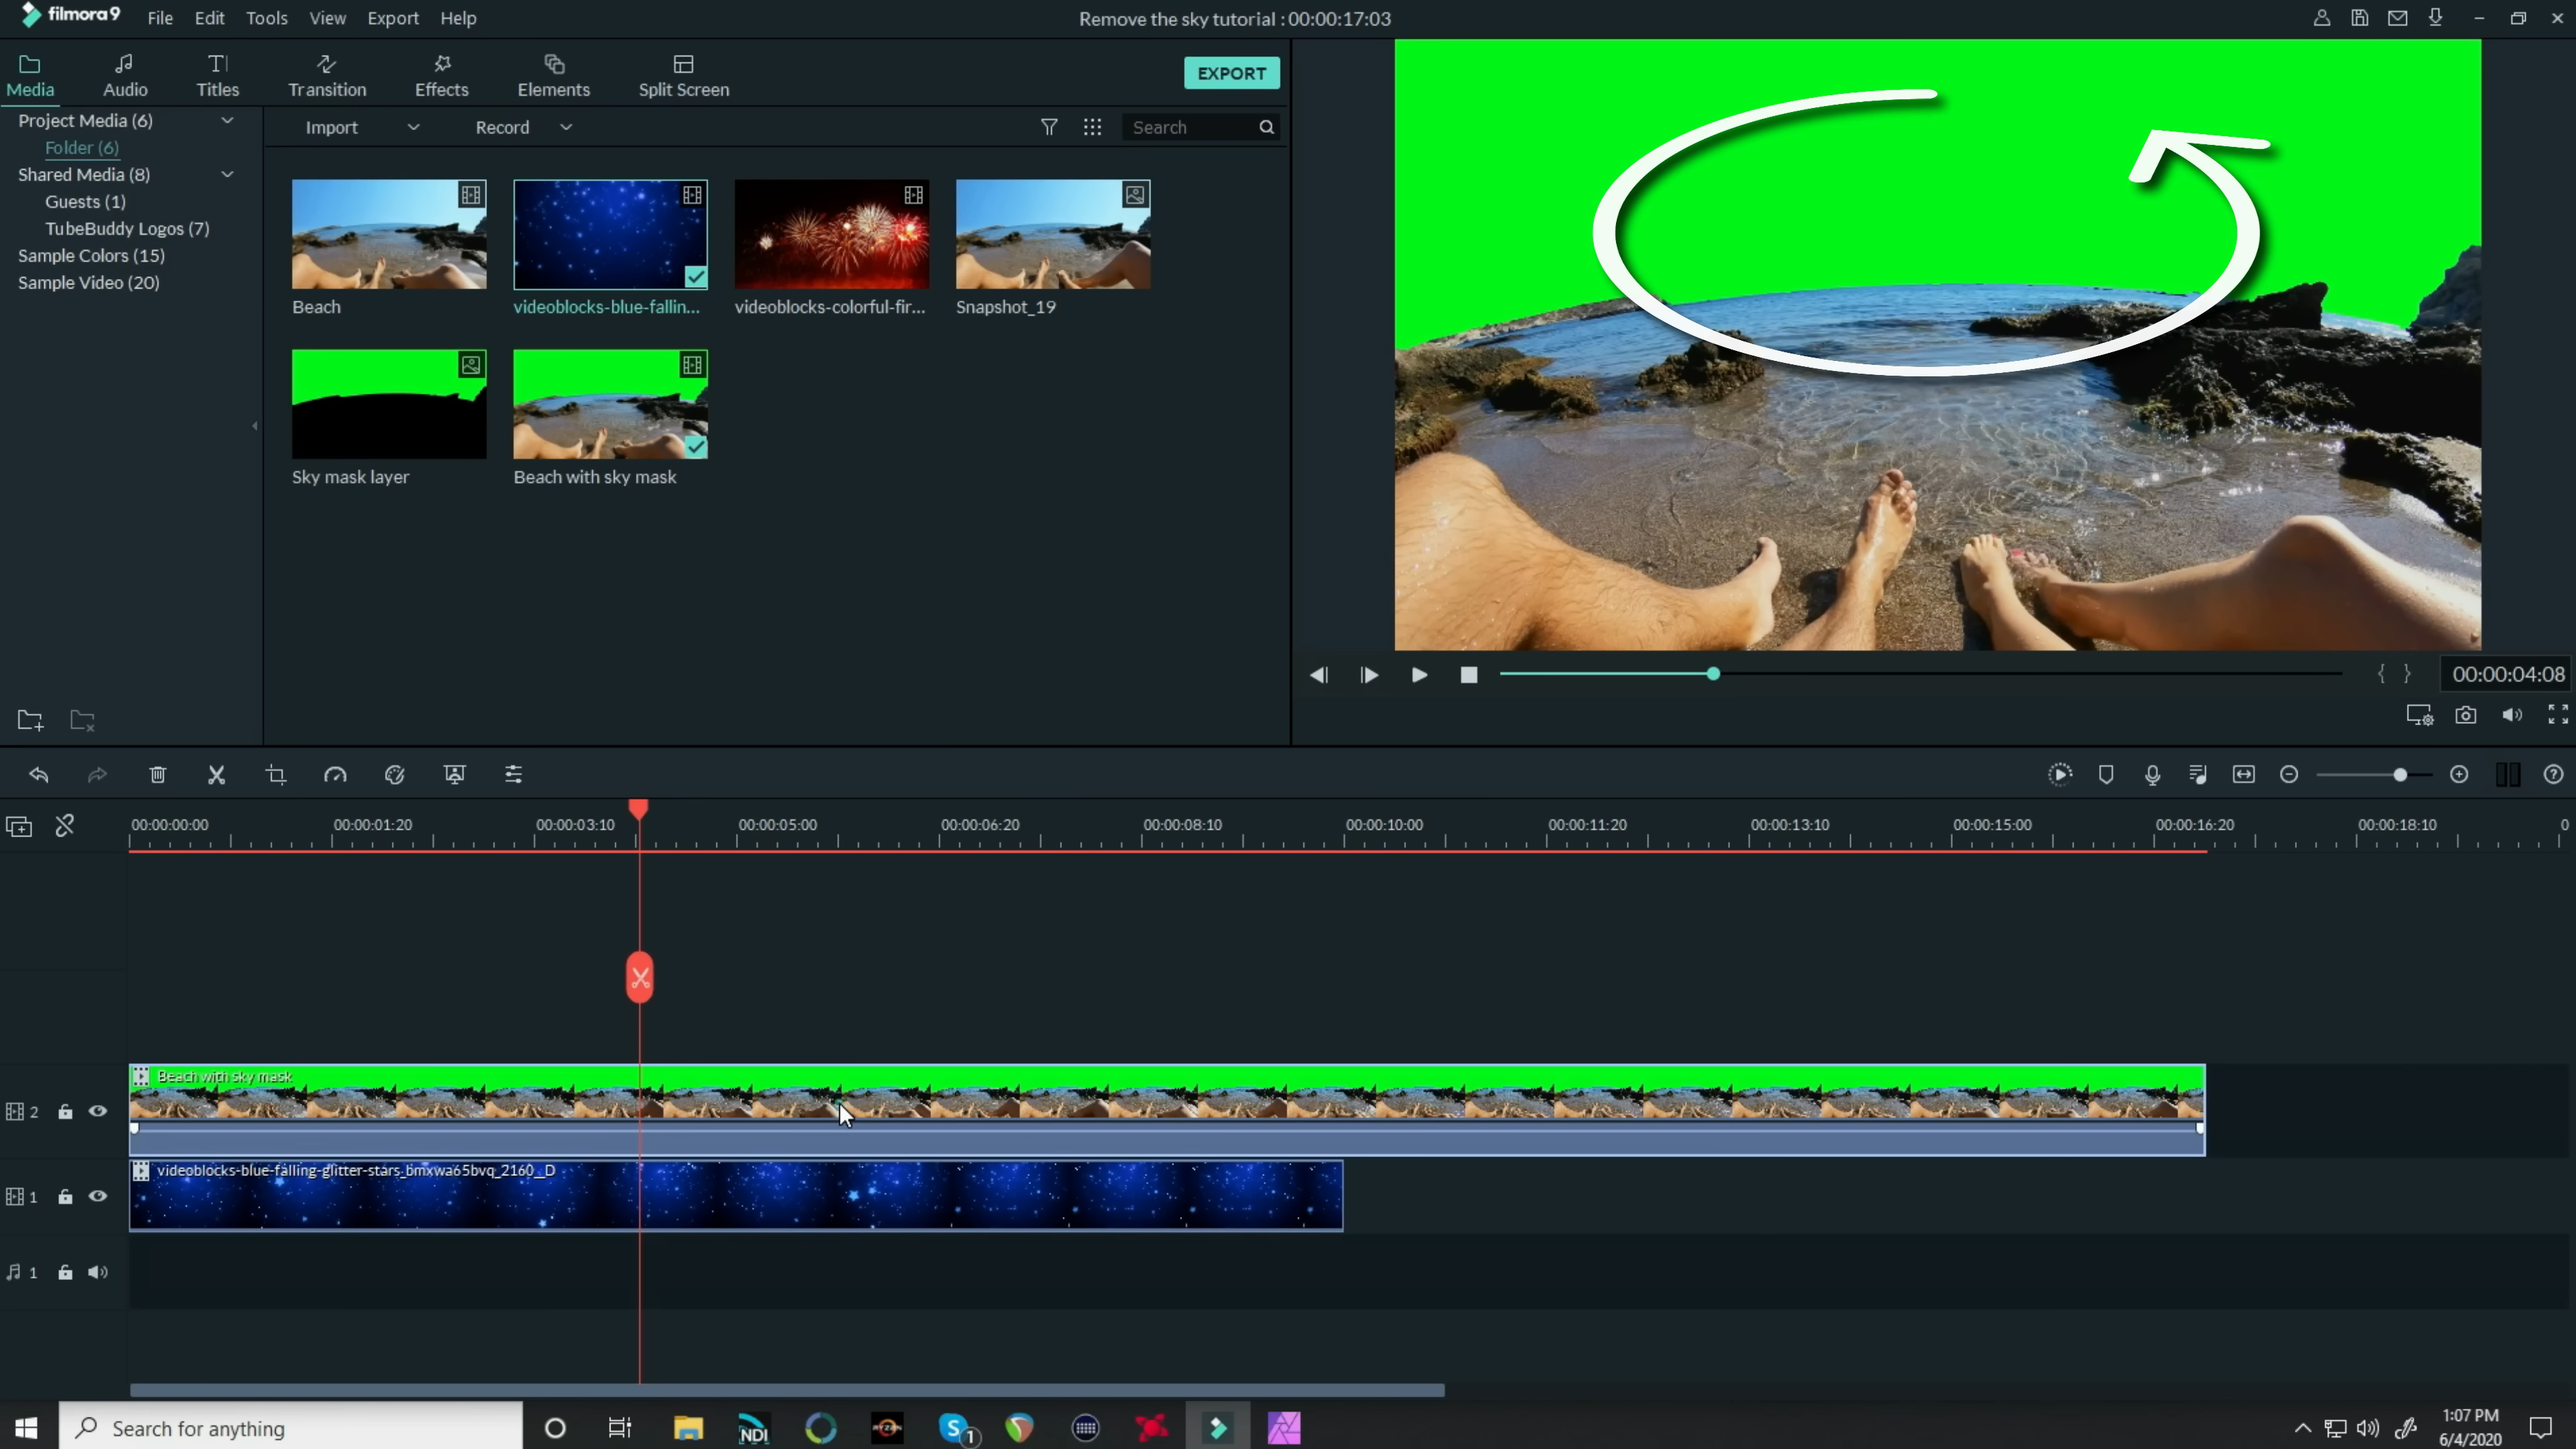 filmora9 File Edit Tools View Export Help
Remove the sky tutorial : 00:00:17:03
Media Audio Titles Transition Effects Elements Split Screen
EXPORT
Project Media (6)
Folder (6)
Shared Media (8)
Guests (1)
TubeBuddy Logos (7)
Sample Colors (15)
Sample Video (20)
Import Record Search
Beach videoblocks-blue-fallin... videoblocks-colorful-fir... Snapshot_19
Sky mask layer Beach with sky mask
{ } 00:00:04:08
00:00:00:00 00:00:01:20 00:00:03:10 00:00:05:00 00:00:06:20 00:00:08:10 00:00:10:00 00:00:11:20 00:00:13:10 00:00:15:00 00:00:16:20 00:00:18:10 0
Beach with sky mask
2
videoblocks-blue-falling-glitter-stars_bmxwa65bvq_2160__D
1
1
Search for anything
NDI
RYZEN
S 1
1:07 PM
6/4/2020